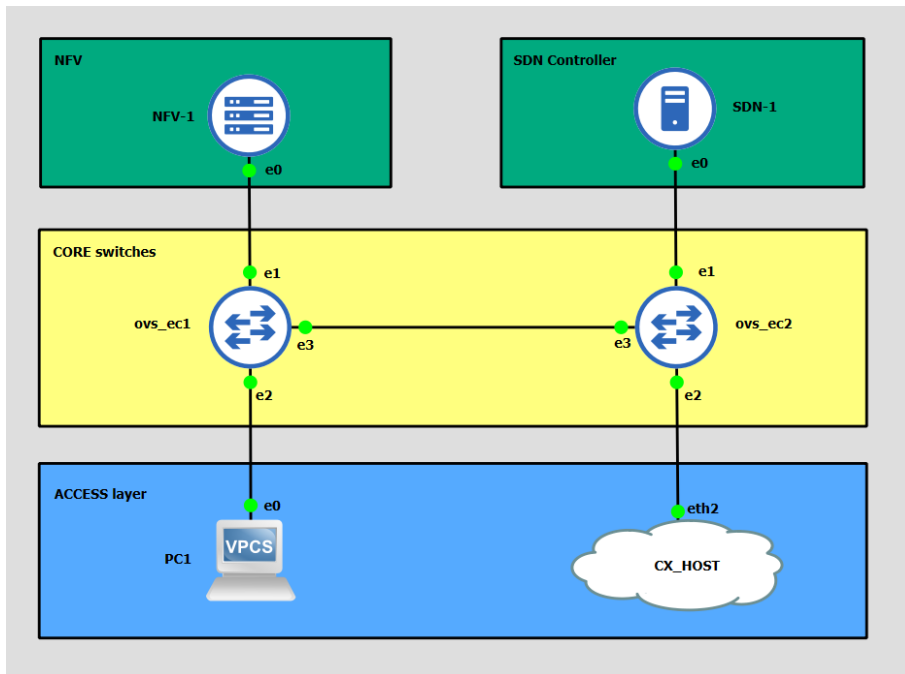 NFV
SDN Controller
NFV-1
SDN-1
e0
e0
CORE switches
e1
e1
ovs_ec1
ovs_ec2
e3
e3
e2
e2
ACCESS layer
e0
eth2
VPCS
PC1
CX_HOST